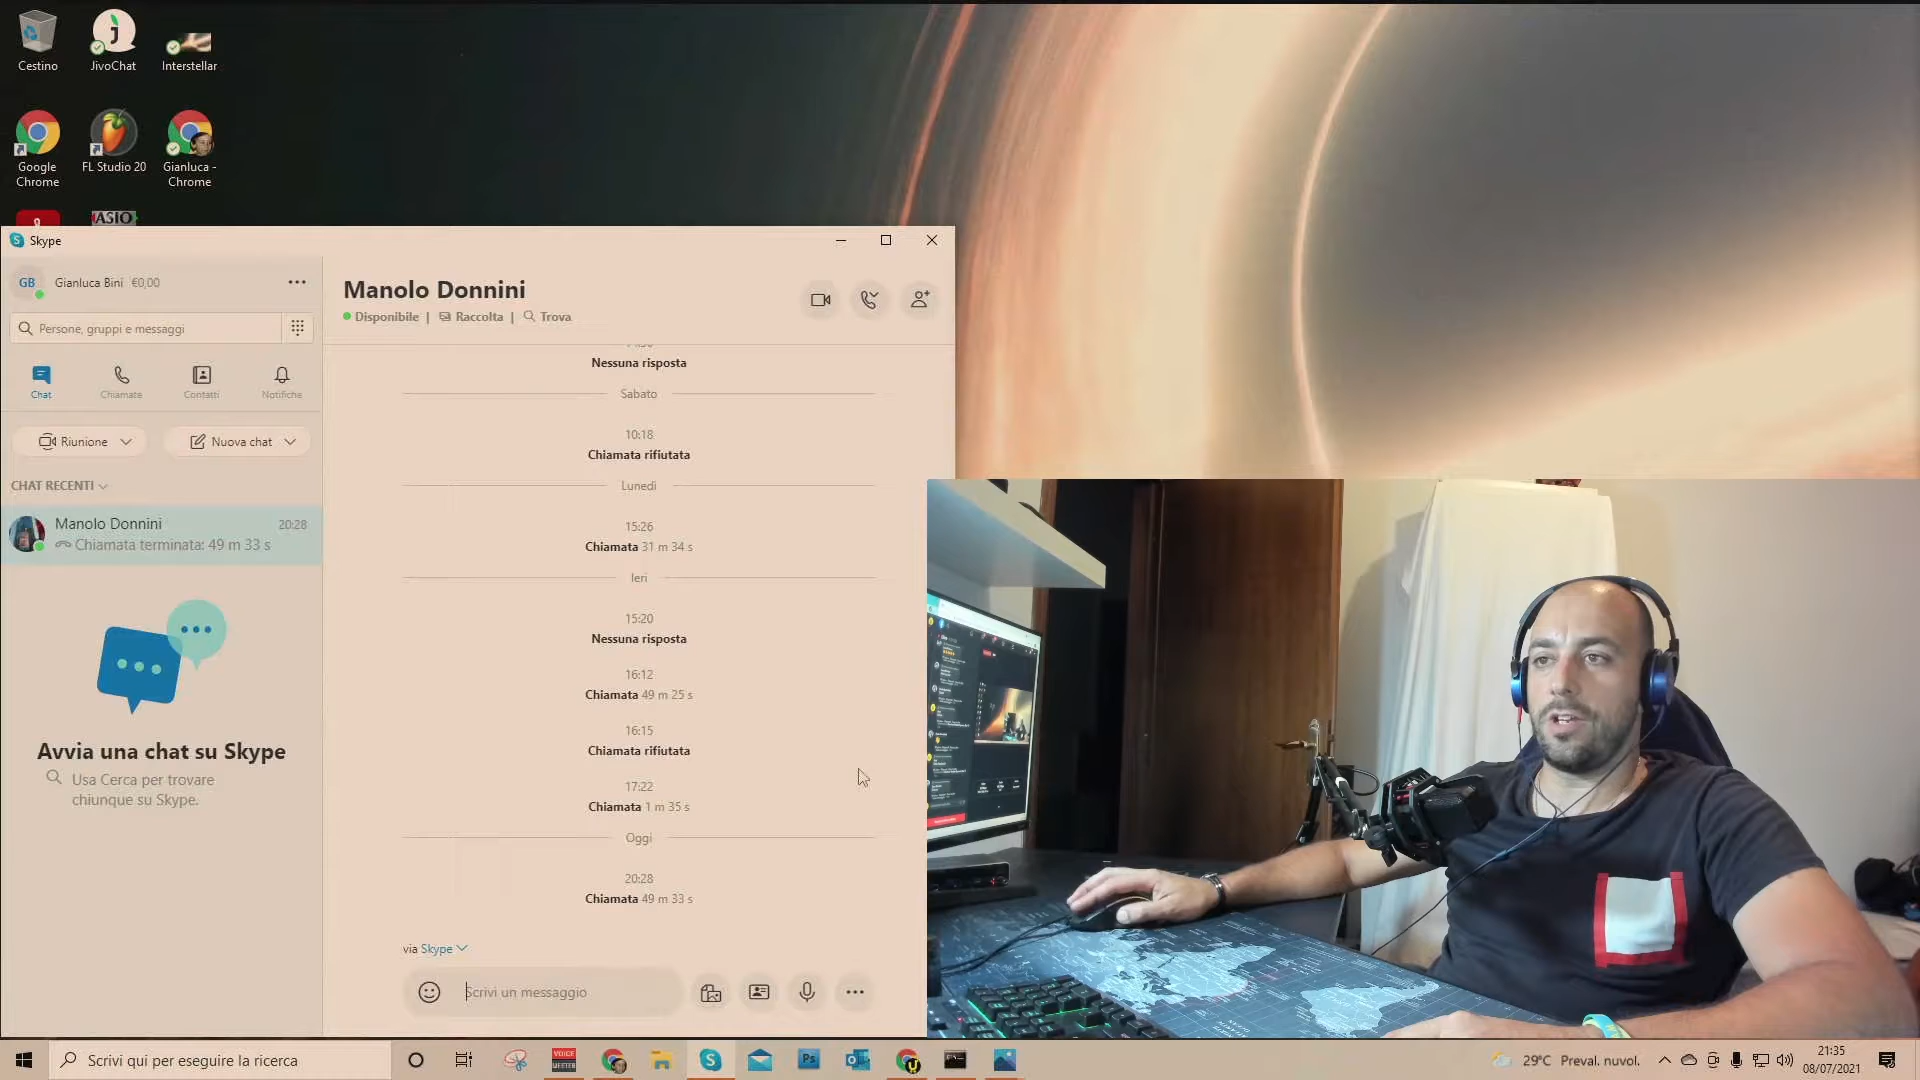 Cestino
JivoChat
Interstellar
Google
Chrome
FL Studio 20
Gianluca -
Chrome
ASIO
Skype
GB
Gianluca Bini €0,00
Persone, gruppi e messaggi
Chat
Chiamate
Contatti
Notifiche
Riunione
Nuova chat
CHAT RECENTI
Manolo Donnini
20:28
Chiamata terminata: 49 m 33 s
Avvia una chat su Skype
Usa Cerca per trovare
chiunque su Skype.
Manolo Donnini
Disponibile | Raccolta | Trova
Nessuna risposta
Sabato
10:18
Chiamata rifiutata
Lunedì
15:26
Chiamata 31 m 34 s
Ieri
15:20
Nessuna risposta
16:12
Chiamata 49 m 25 s
16:15
Chiamata rifiutata
17:22
Chiamata 1 m 35 s
Oggi
20:28
Chiamata 49 m 33 s
via Skype
Scrivi un messaggio
Scrivi qui per eseguire la ricerca
VOICE
MEETER
Ps
29°C Preval. nuvol.
21:35
08/07/2021